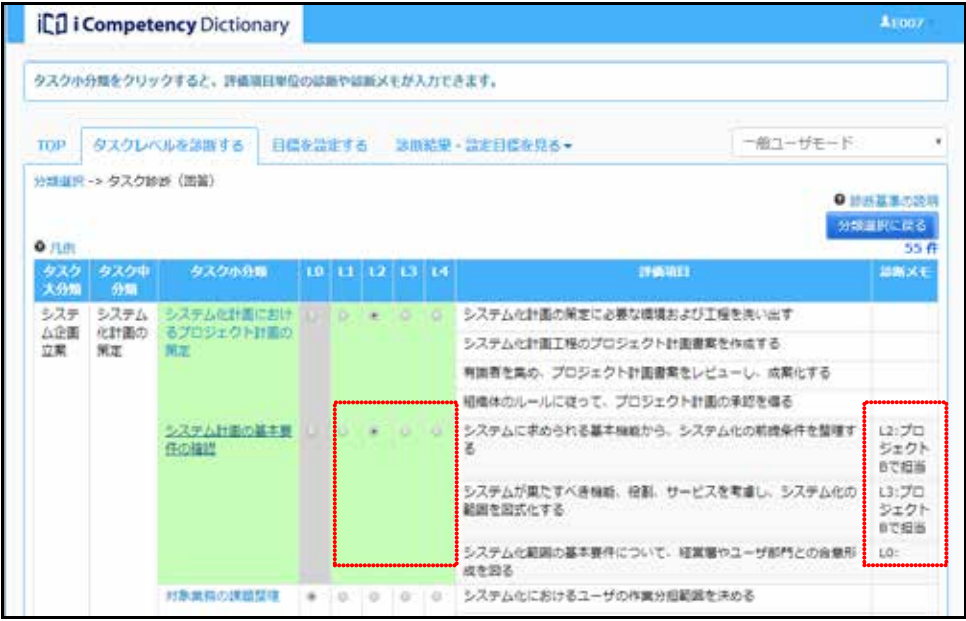 iCD i Competency Dictionary
E007
タスク小分類をクリックすると、評価項目単位の診断や診断メモが入力できます。
TOP タスクレベルを診断する 目標を設定する 診断結果・設定目標を見る 一般ユーザモード
分類選択 -> タスク診断（回答）
診断基準の説明
分類選択に戻る
凡例 55 件
タスク大分類 タスク中分類 タスク小分類 L0 L1 L2 L3 L4 評価項目 診断メモ
システム企画立案 システム化計画の策定 システム化計画におけるプロジェクト計画の策定
システム化計画の策定に必要な環境および工程を洗い出す
システム化計画工程のプロジェクト計画書案を作成する
有識者を集め、プロジェクト計画書案をレビューし、成案化する
組織体のルールに従って、プロジェクト計画の承認を得る
システム計画の基本要件の確認
システムに求められる基本機能から、システム化の前提条件を整理する
L2:プロジェクトBで担当
システムが果たすべき機能、役割、サービスを考慮し、システム化の範囲を図式化する
L3:プロジェクトBで担当
システム化範囲の基本要件について、経営層やユーザ部門との合意形成を図る
L0:
対象業務の課題整理 システム化におけるユーザの作業分担範囲を決める